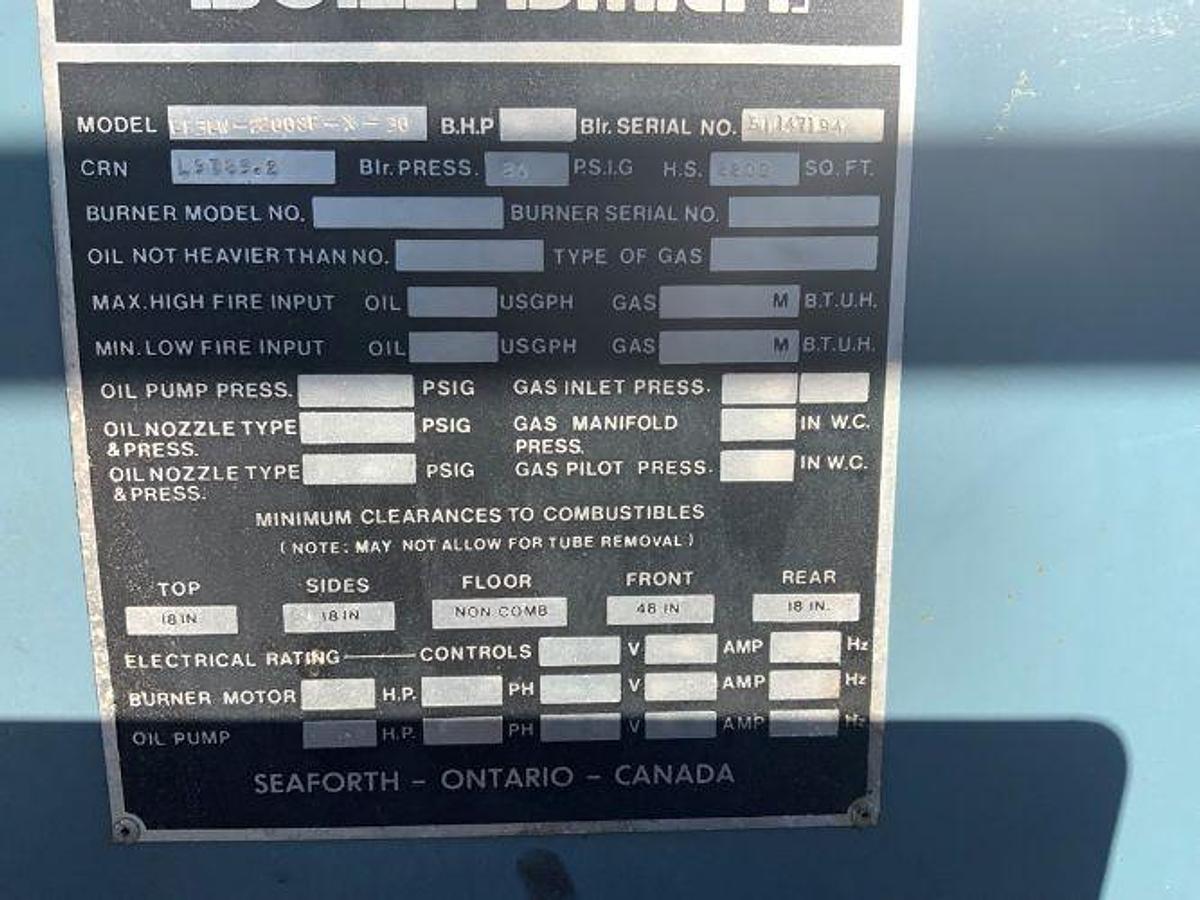 MODEL B.H.P Blr. SERIAL NO.
CRN L9789.2 Blr. PRESS. P.S.I.G H.S. SQ. FT.
BURNER MODEL NO. BURNER SERIAL NO.
OIL NOT HEAVIER THAN NO. TYPE OF GAS
MAX. HIGH FIRE INPUT OIL USGPH GAS M B.T.U.H.
MIN. LOW FIRE INPUT OIL USGPH GAS M B.T.U.H.
OIL PUMP PRESS. PSIG GAS INLET PRESS.
OIL NOZZLE TYPE & PRESS. PSIG GAS MANIFOLD PRESS. IN W.C.
OIL NOZZLE TYPE & PRESS. PSIG GAS PILOT PRESS. IN W.C.
MINIMUM CLEARANCES TO COMBUSTIBLES
( NOTE: MAY NOT ALLOW FOR TUBE REMOVAL )
TOP SIDES FLOOR FRONT REAR
18 IN 18 IN NON COMB 48 IN 18 IN.
ELECTRICAL RATING CONTROLS V AMP Hz
BURNER MOTOR H.P. PH V AMP Hz
OIL PUMP H.P. PH V AMP Hz
SEAFORTH - ONTARIO - CANADA